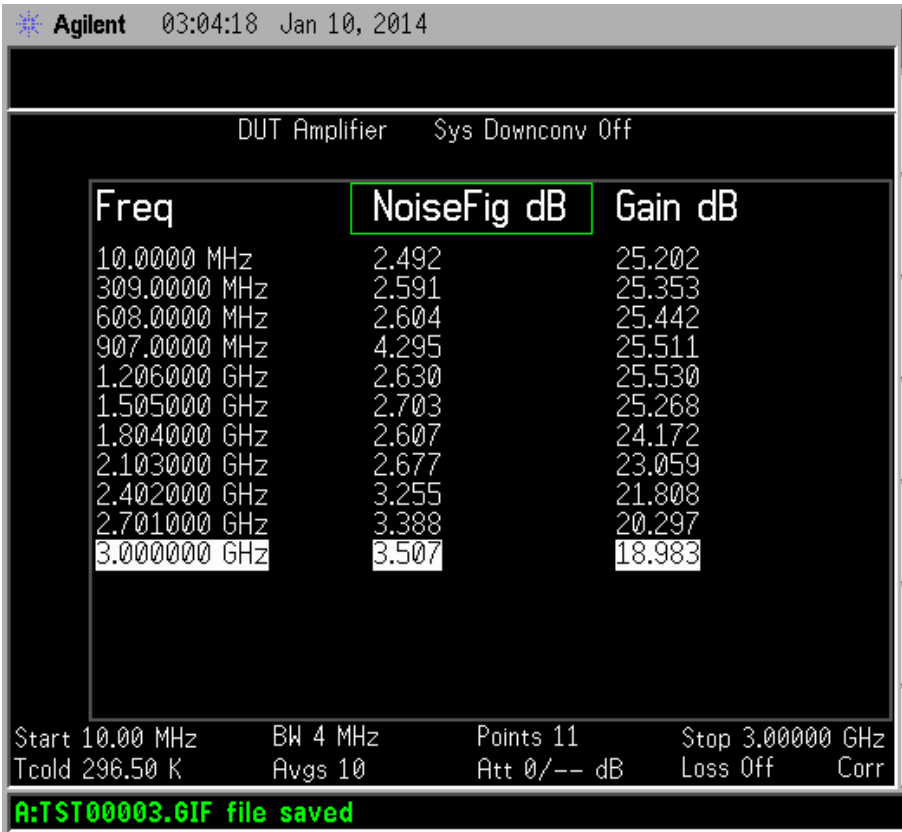 Agilent 03:04:18 Jan 10, 2014
DUT Amplifier Sys Downconv Off
Freq NoiseFig dB Gain dB
10.0000 MHz 2.492 25.202
309.0000 MHz 2.591 25.353
608.0000 MHz 2.604 25.442
907.0000 MHz 4.295 25.511
1.206000 GHz 2.630 25.530
1.505000 GHz 2.703 25.268
1.804000 GHz 2.607 24.172
2.103000 GHz 2.677 23.059
2.402000 GHz 3.255 21.808
2.701000 GHz 3.388 20.297
3.000000 GHz 3.507 18.983
Start 10.00 MHz BW 4 MHz Points 11 Stop 3.00000 GHz
Tcold 296.50 K Avgs 10 Att 0/-- dB Loss Off Corr
A:TST00003.GIF file saved